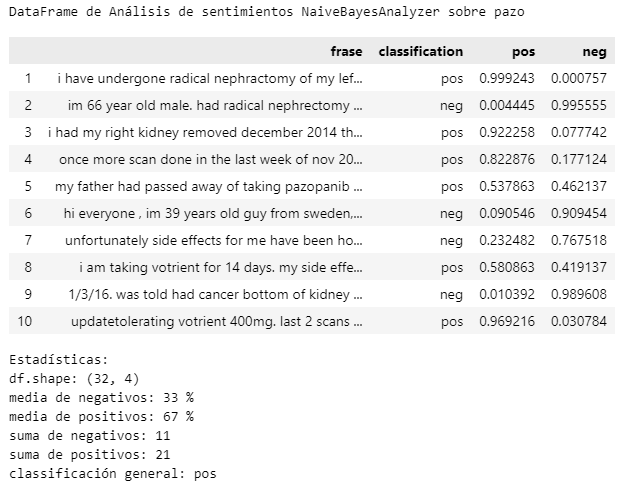 DataFrame de Análisis de sentimientos NaiveBayesAnalyzer sobre pazo
frase classification pos neg
1 i have undergone radical nephractomy of my lef... pos 0.999243 0.000757
2 im 66 year old male. had radical nephrectomy ... neg 0.004445 0.995555
3 i had my right kidney removed december 2014 th... pos 0.922258 0.077742
4 once more scan done in the last week of nov 20... pos 0.822876 0.177124
5 my father had passed away of taking pazopanib ... pos 0.537863 0.462137
6 hi everyone , im 39 years old guy from sweden,... neg 0.090546 0.909454
7 unfortunately side effects for me have been ho... neg 0.232482 0.767518
8 i am taking votrient for 14 days. my side effe... pos 0.580863 0.419137
9 1/3/16. was told had cancer bottom of kidney ... neg 0.010392 0.989608
10 updatetolerating votrient 400mg. last 2 scans ... pos 0.969216 0.030784
Estadísticas:
df.shape: (32, 4)
media de negativos: 33 %
media de positivos: 67 %
suma de negativos: 11
suma de positivos: 21
classificación general: pos